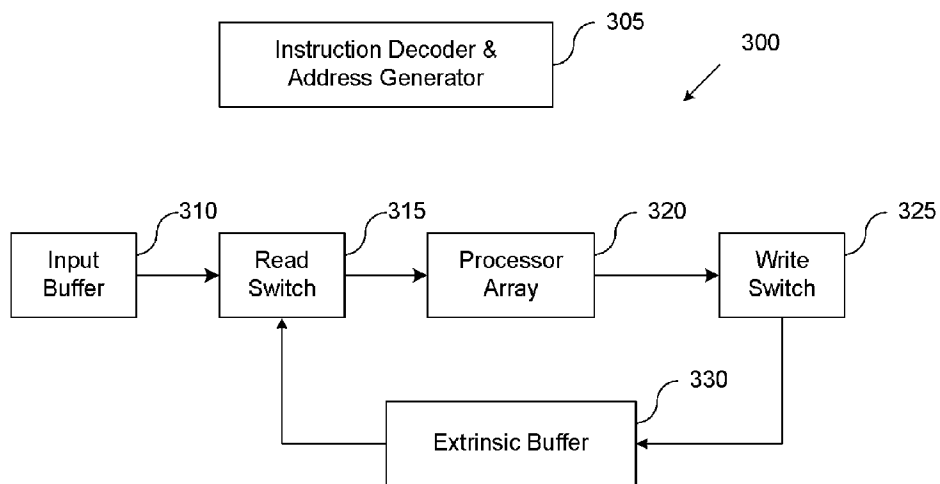 305
Instruction Decoder &
Address Generator
300
310
315
320
325
Input
Buffer
Read
Switch
Processor
Array
Write
Switch
330
Extrinsic Buffer